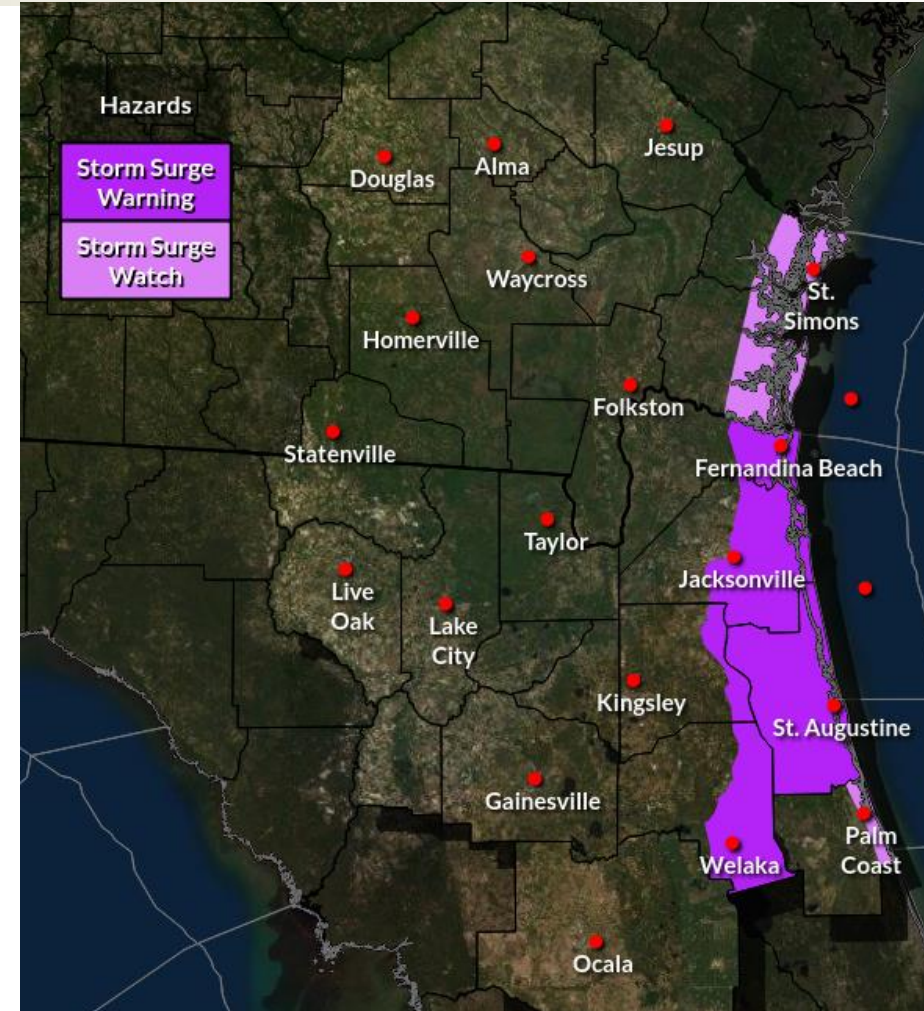 Hazards
Storm Surge
Warning
Storm Surge
Watch
Jesup
Alma
Douglas
Waycross
St.
Simons
Homerville
Folkston
Statenville
Fernandina Beach
Taylor
Jacksonville
Live
Oak
Lake
City
Kingsley
St. Augustine
Gainesville
Palm
Coast
Welaka
Ocala